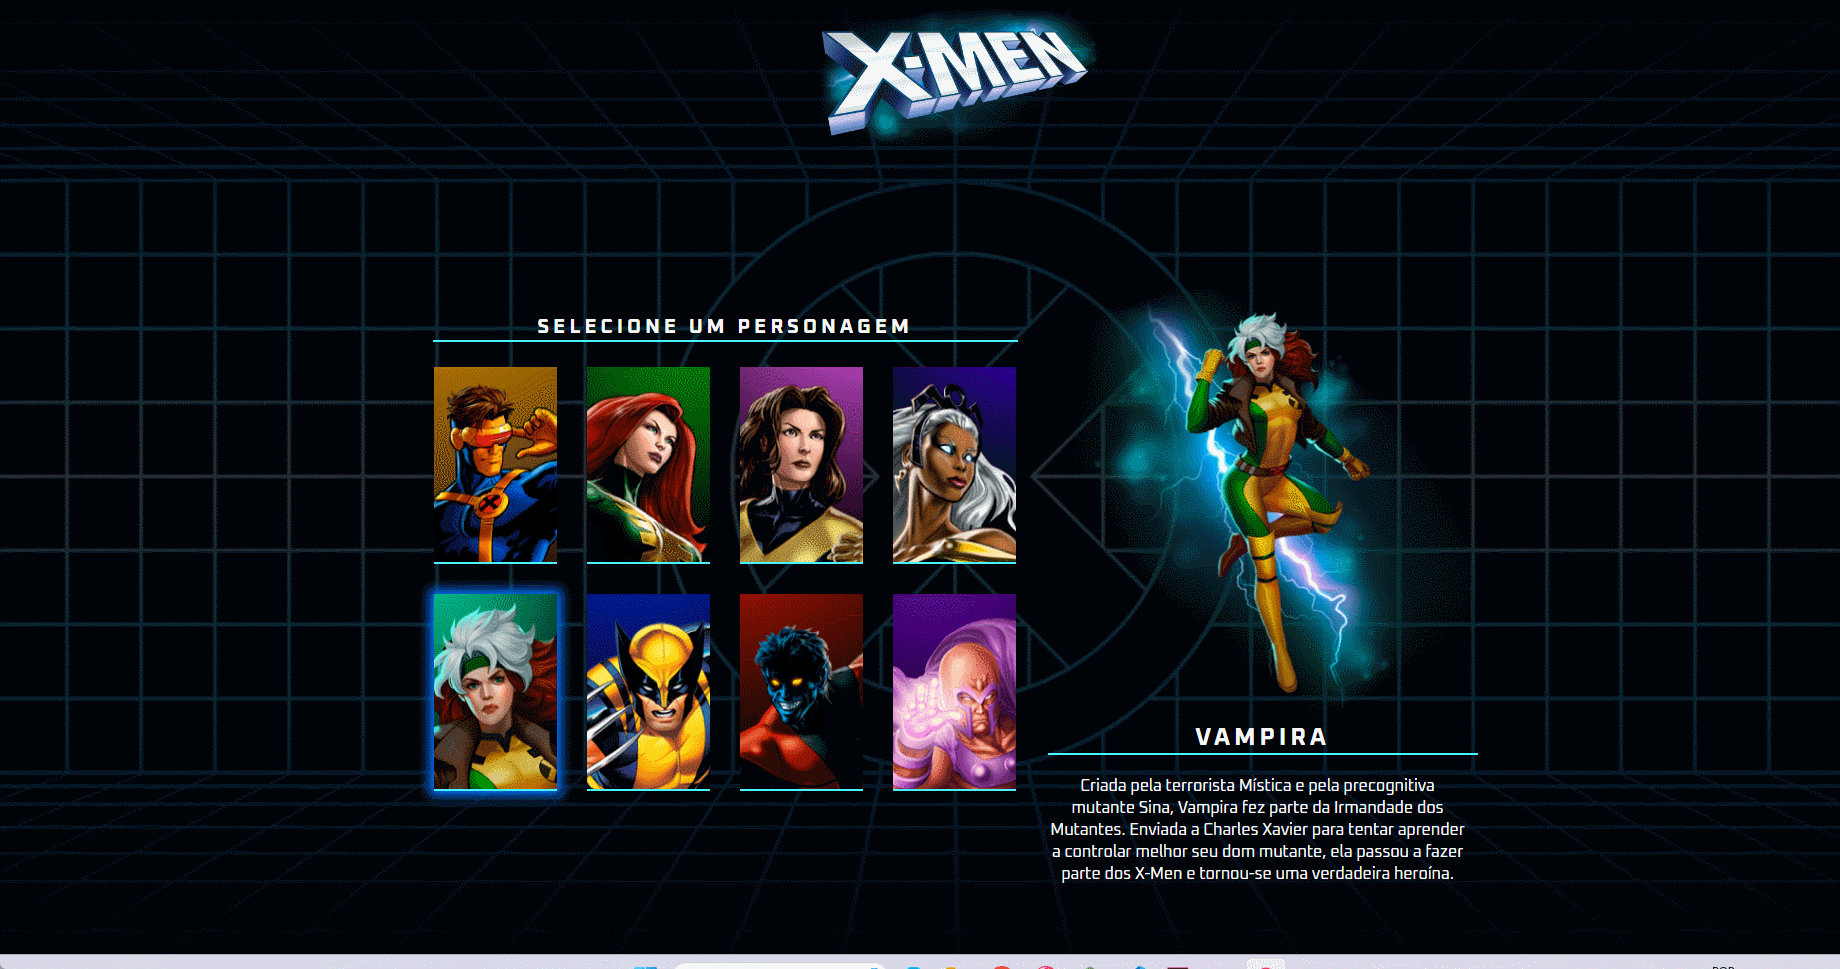 X-MEN
SELECIONE UM PERSONAGEM
VAMPIRA
Criada pela terrorista Mística e pela precognitiva
mutante Sina, Vampira fez parte da Irmandade dos
Mutantes. Enviada a Charles Xavier para tentar aprender
a controlar melhor seu dom mutante, ela passou a fazer
parte dos X-Men e tornou-se uma verdadeira heroína.